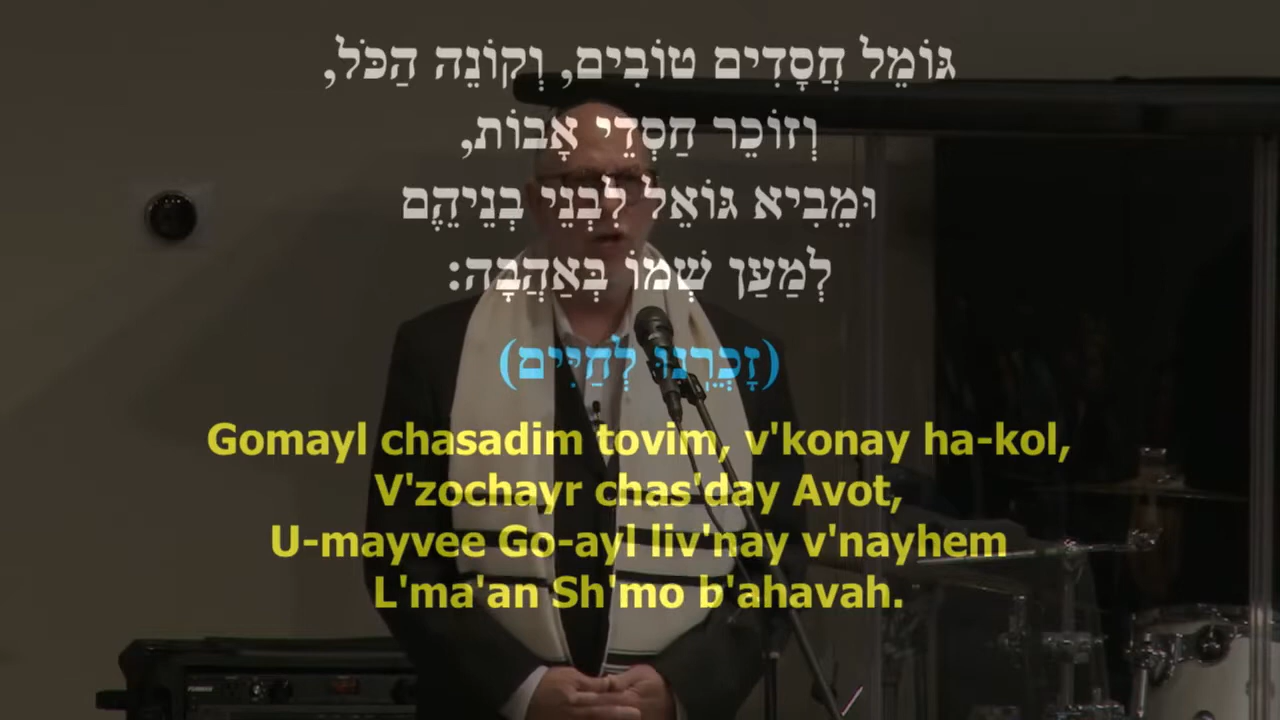 גּוֹמֵל חֲסָדִים טוֹבִים, וְקוֹנֵה הַכֹּל,
וְזוֹכֵר חַסְדֵי אָבוֹת,
וּמֵבִיא גוֹאֵל לִבְנֵי בְנֵיהֶם
לְמַעַן שְׁמוֹ בְּאַהֲבָה:
(זָכְרֵֽנוּ לְחַיִּים)
Gomayl chasadim tovim, v'konay ha-kol,
V'zochayr chas'day Avot,
U-mayvee Go-ayl liv'nay v'nayhem
L'ma'an Sh'mo b'ahavah.